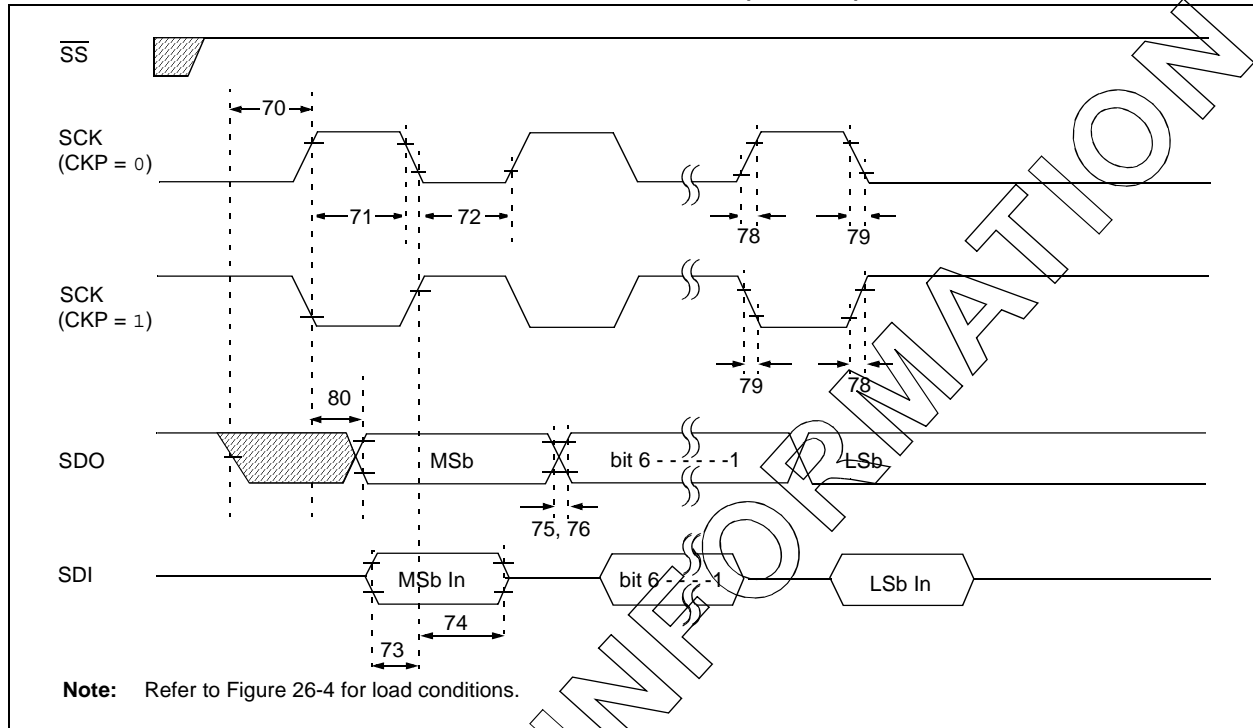 SS
70
SCK
(CKP = 0)
71
72
78
79
SCK
(CKP = 1)
79
78
80
SDO
MSb
bit 6 - - - - - -1
LSb
75, 76
SDI
MSb In
bit 6 - - - -1
LSb In
74
73
Note: Refer to Figure 26-4 for load conditions.
INFORMATION